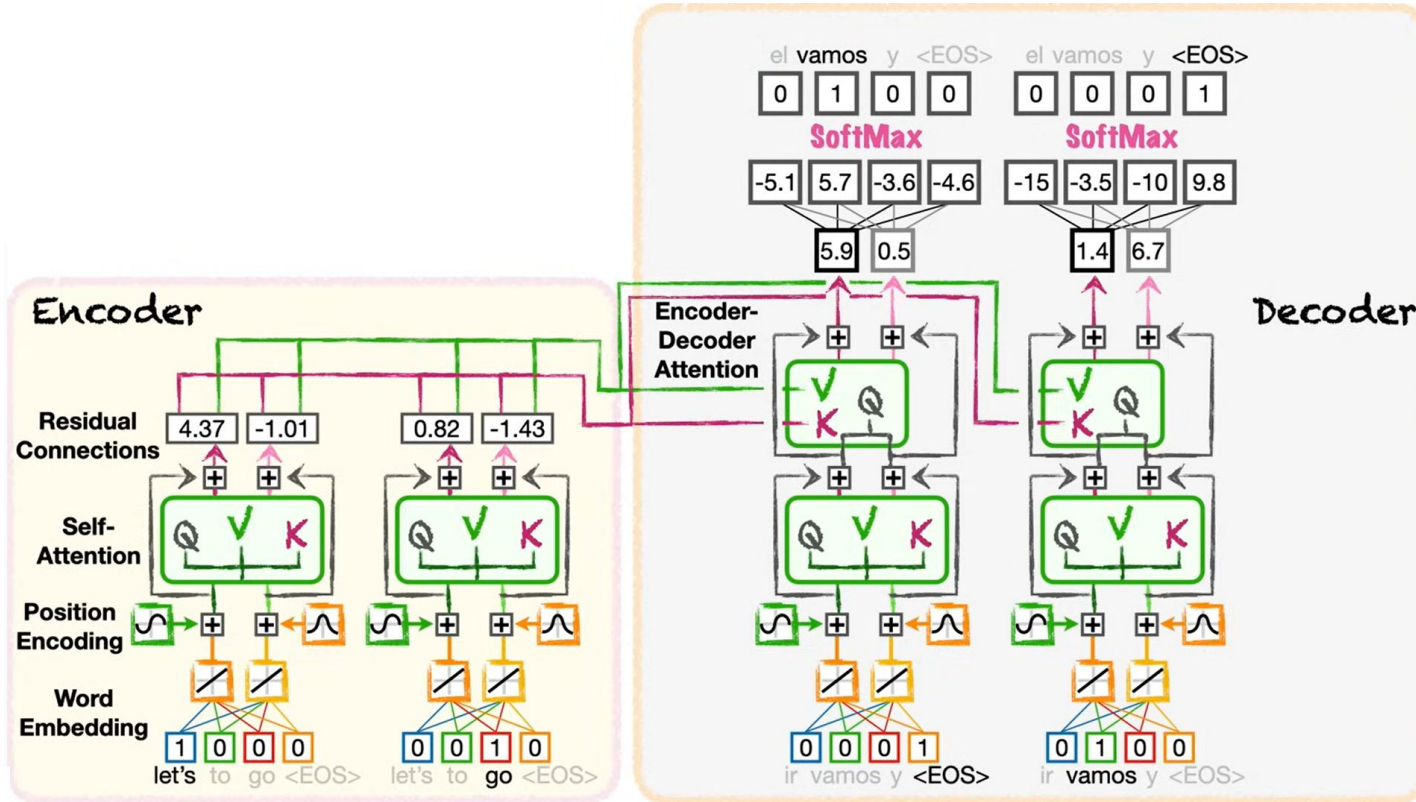 el vamos y <EOS> el vamos y <EOS>
0 1 0 0 0 0 0 1
SoftMax SoftMax
-5.1 5.7 -3.6 -4.6 -15 -3.5 -10 9.8
5.9 0.5 1.4 6.7
Encoder
Decoder
Encoder-
Decoder
Attention
+ + + +
V Q K V Q K
Residual
Connections
4.37 -1.01 0.82 -1.43
+ + + + + + + +
Self-
Attention
Q V K Q V K Q V K Q V K
Position
Encoding
+ + + + + + + +
Word
Embedding
1 0 0 0 0 0 1 0 0 0 0 1 0 1 0 0
let's to go <EOS> let's to go <EOS> ir vamos y <EOS> ir vamos y <EOS>